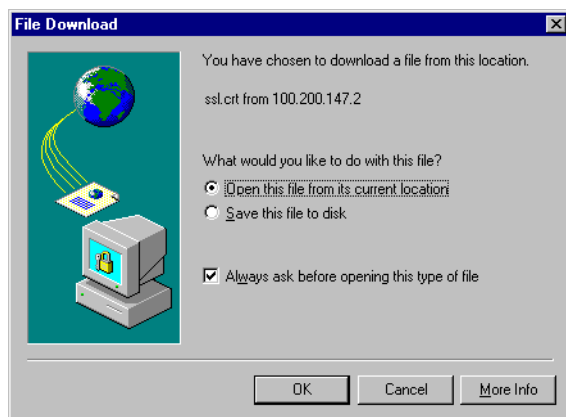 File Download
You have chosen to download a file from this location.
ssl.crt from 100.200.147.2
What would you like to do with this file?
Open this file from its current location
Save this file to disk
Always ask before opening this type of file
OK
Cancel
More Info